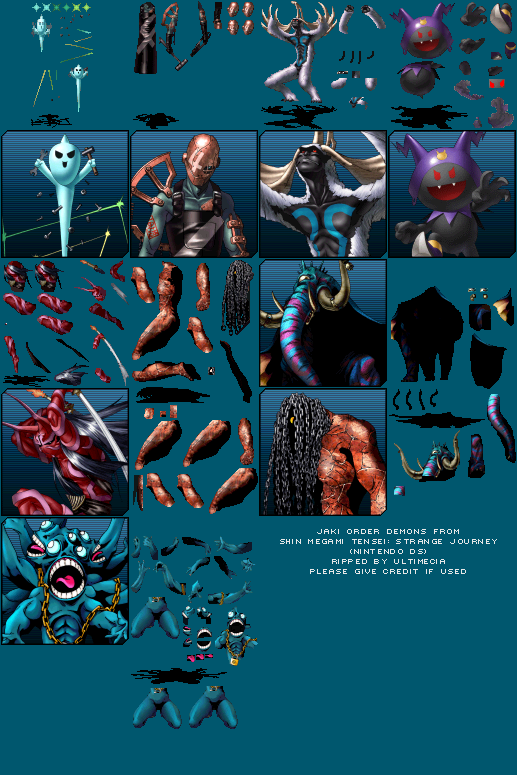 JAKI ORDER DEMONS FROM
SHIN MEGAMI TENSEI: STRANGE JOURNEY
(NINTENDO DS)
RIPPED BY ULTIMECIA
PLEASE GIVE CREDIT IF USED